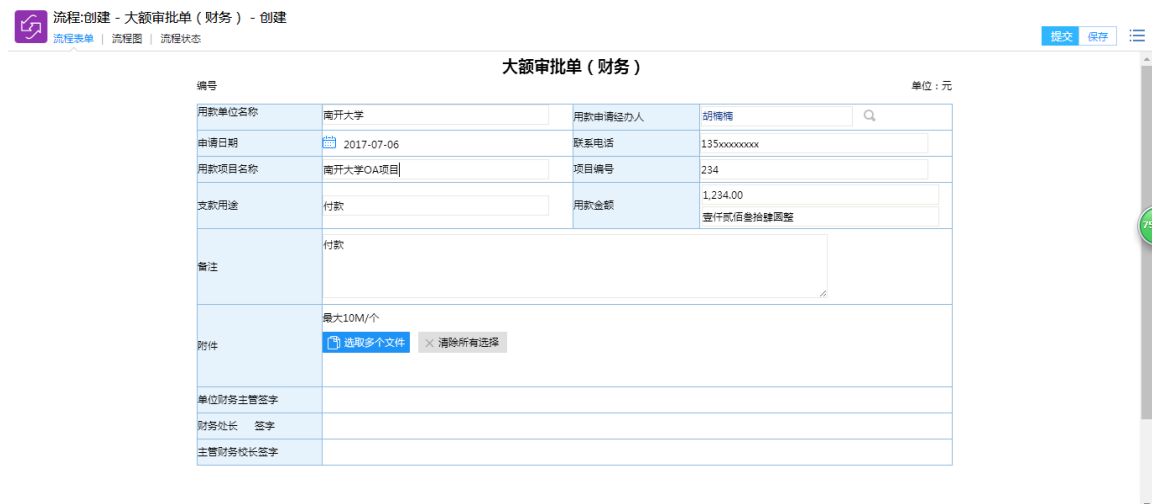 流程:创建 - 大额审批单（财务） - 创建
流程表单 | 流程图 | 流程状态
提交 保存
大额审批单（财务）
编号 单位：元
用款单位名称 南开大学 用款申请经办人 胡楠楠
申请日期 2017-07-06 联系电话 135xxxxxxxx
用款项目名称 南开大学OA项目 项目编号 234
支款用途 付款 用款金额 1,234.00
壹仟贰佰叁拾肆圆整
备注 付款
最大10M/个
附件 选取多个文件 清除所有选择
单位财务主管签字
财务处长 签字
主管财务校长签字